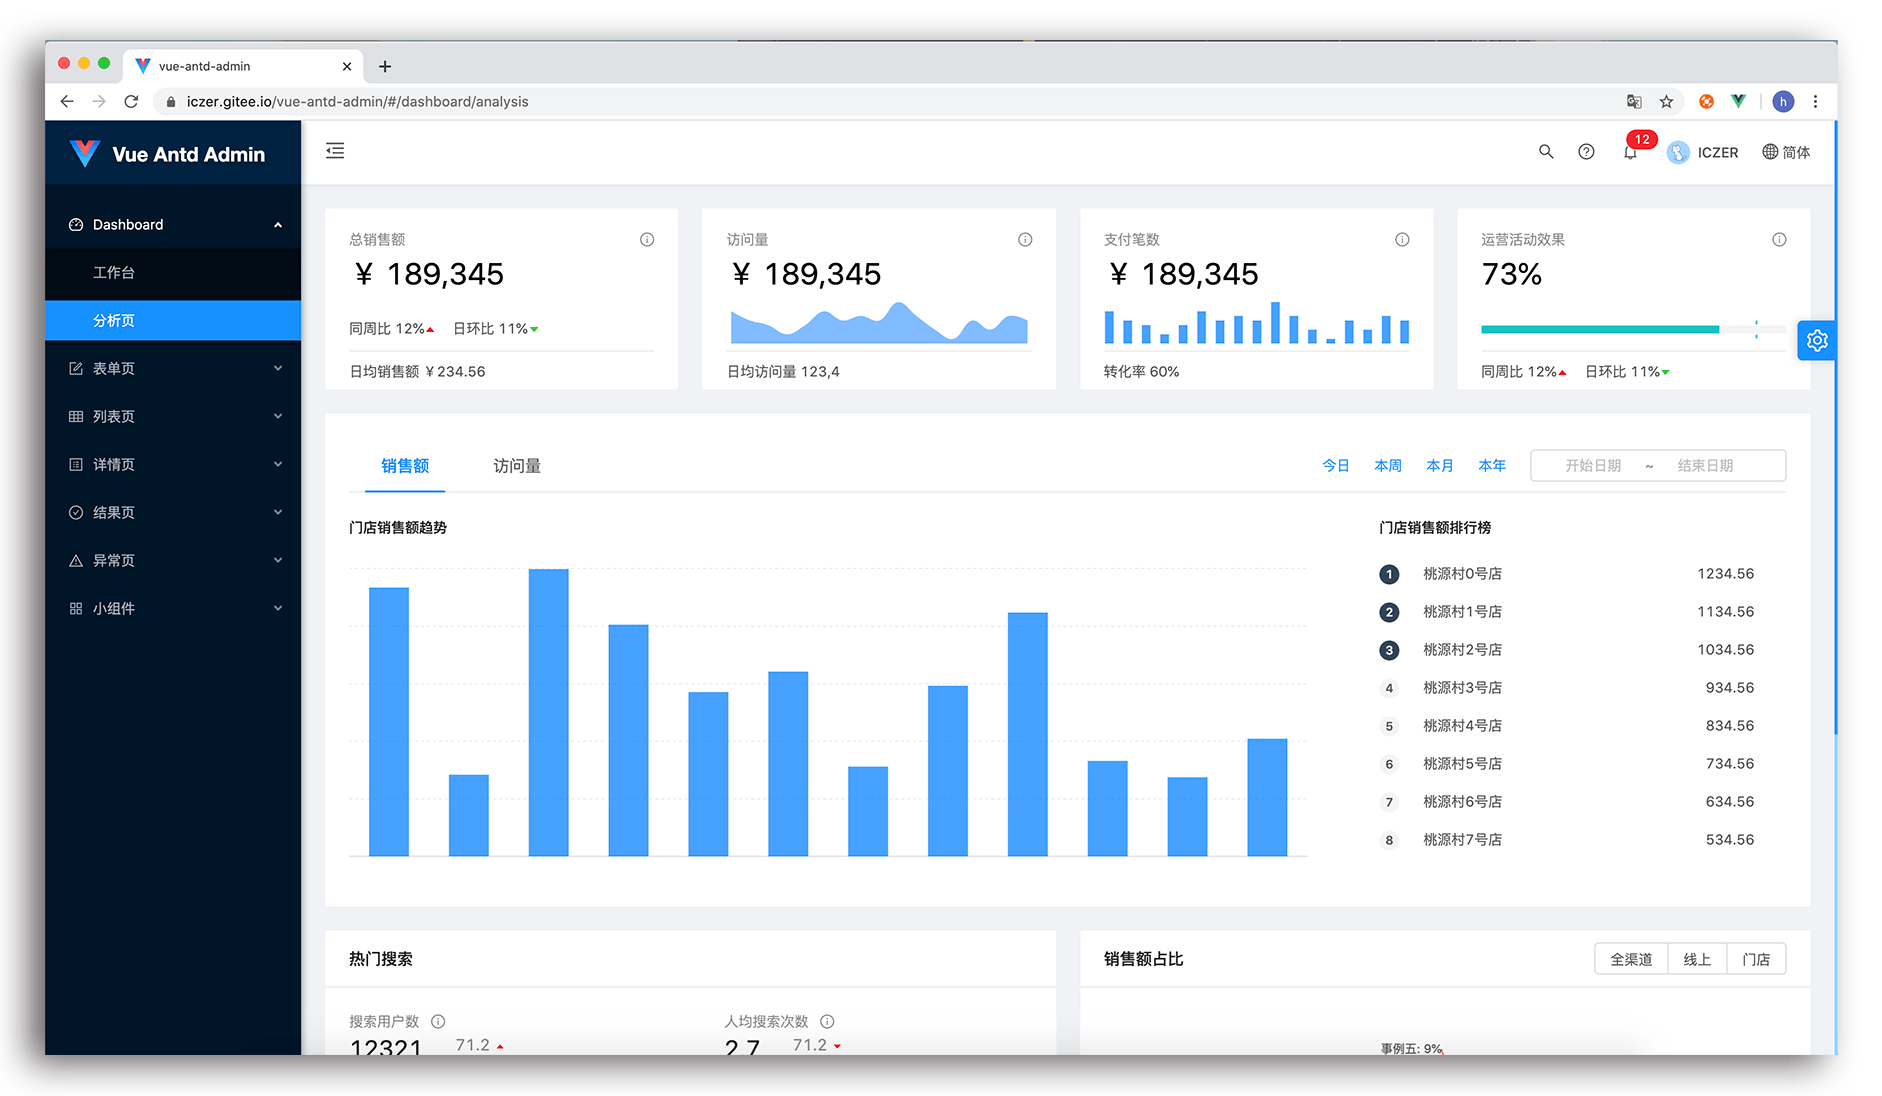 vue-antd-admin
iczer.gitee.io/vue-antd-admin/#/dashboard/analysis
h
Vue Antd Admin
12
ICZER
简体
Dashboard
工作台
分析页
表单页
列表页
详情页
结果页
异常页
小组件
总销售额
¥ 189,345
同周比 12% 日环比 11%
日均销售额 ¥ 234.56
访问量
¥ 189,345
日均访问量 123,4
支付笔数
¥ 189,345
转化率 60%
运营活动效果
73%
同周比 12% 日环比 11%
销售额 访问量
今日 本周 本月 本年 开始日期 ~ 结束日期
门店销售额趋势
门店销售额排行榜
1 桃源村0号店 1234.56
2 桃源村1号店 1134.56
3 桃源村2号店 1034.56
4 桃源村3号店 934.56
5 桃源村4号店 834.56
6 桃源村5号店 734.56
7 桃源村6号店 634.56
8 桃源村7号店 534.56
热门搜索
搜索用户数
12321 71.2
人均搜索次数
2.7 71.2
销售额占比
全渠道 线上 门店
事例五: 9%